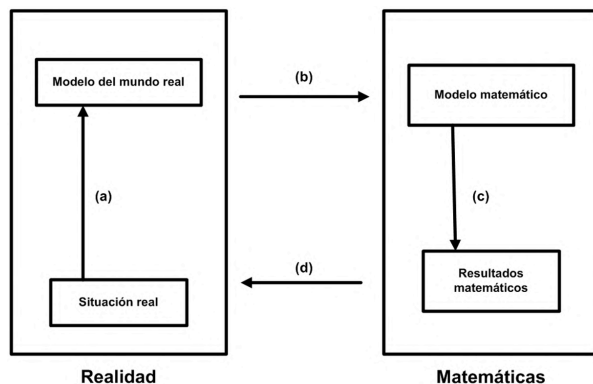 Modelo del mundo real
(b)
Modelo matemático
(a)
(c)
Situación real
(d)
Resultados
matemáticos
Realidad
Matemáticas